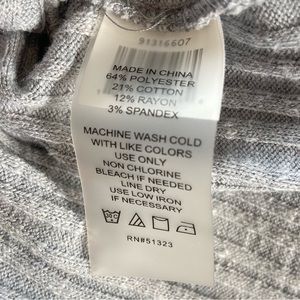 91316607
MADE IN CHINA
64% POLYESTER
21% COTTON
12% RAYON
3% SPANDEX
MACHINE WASH COLD
WITH LIKE COLORS
USE ONLY
NON CHLORINE
BLEACH IF NEEDED
LINE DRY
USE LOW IRON
IF NECESSARY
RN#51323